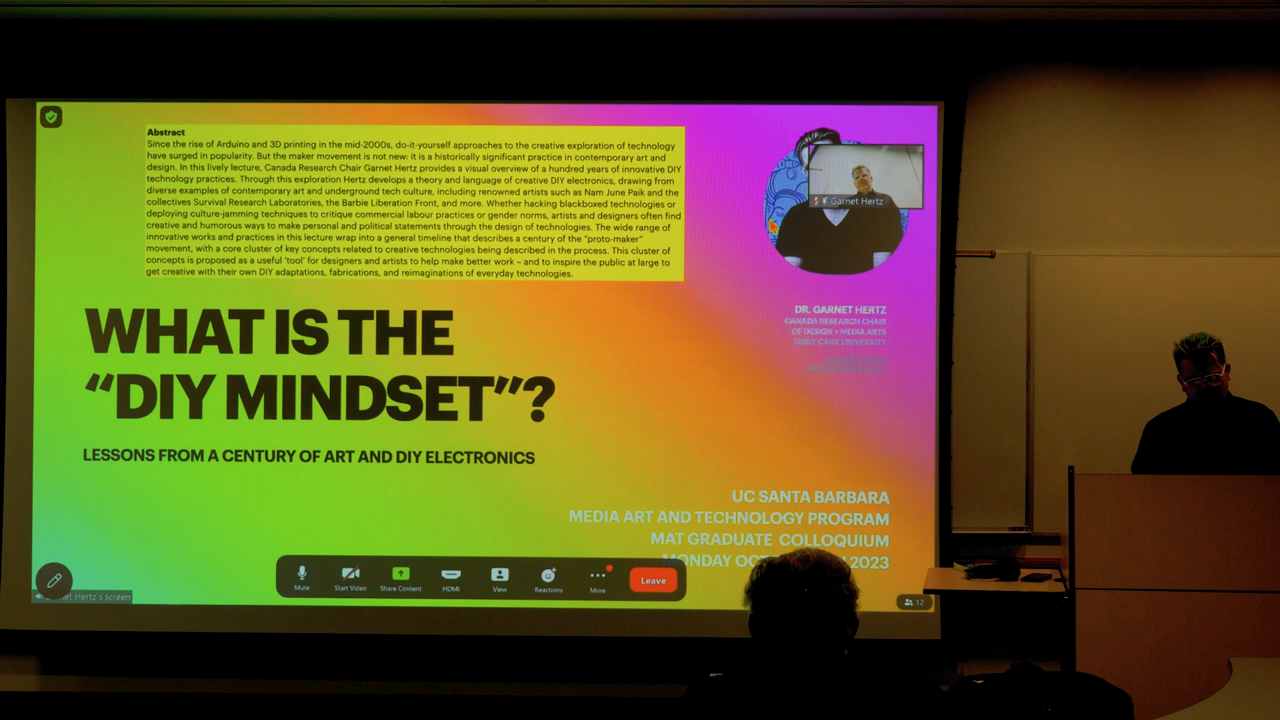 Abstract
Since the rise of Arduino and 3D printing in the mid-2000s, do-it-yourself approaches to the creative exploration of technology
have surged in popularity. But the maker movement is not new: it is a historically significant practice in contemporary art and
design. In this lively lecture, Canada Research Chair Garnet Hertz provides a visual overview of a hundred years of innovative DIY
technology practices. Through this exploration Hertz develops a theory and language of creative DIY electronics, drawing from
diverse examples of contemporary art and underground tech culture, including renowned artists such as Nam June Paik and the
collectives Survival Research Laboratories, the Barbie Liberation Front, and more. Whether hacking blackboxed technologies or
deploying culture-jamming techniques to critique commercial labour practices or gender norms, artists and designers often find
creative and humorous ways to make personal and political statements through the design of technologies. The wide range of
innovative works and practices in this lecture wrap into a general timeline that describes a century of the "proto-maker"
movement, with a core cluster of key concepts related to creative technologies being described in the process. This cluster of
concepts is proposed as a useful 'tool' for designers and artists to help make better work – and to inspire the public at large to
get creative with their own DIY adaptations, fabrications, and reimaginations of everyday technologies.
Garnet Hertz
WHAT IS THE
“DIY MINDSET”?
LESSONS FROM A CENTURY OF ART AND DIY ELECTRONICS
DR. GARNET HERTZ
CANADA RESEARCH CHAIR
OF DESIGN + MEDIA ARTS
EMILY CARR UNIVERSITY
UC SANTA BARBARA
MEDIA ART AND TECHNOLOGY PROGRAM
MAT GRADUATE COLLOQUIUM
MONDAY 2023
Mute
Start Video
Share Content
HDMI
View
Reactions
More
Leave
Hertz's screen
12